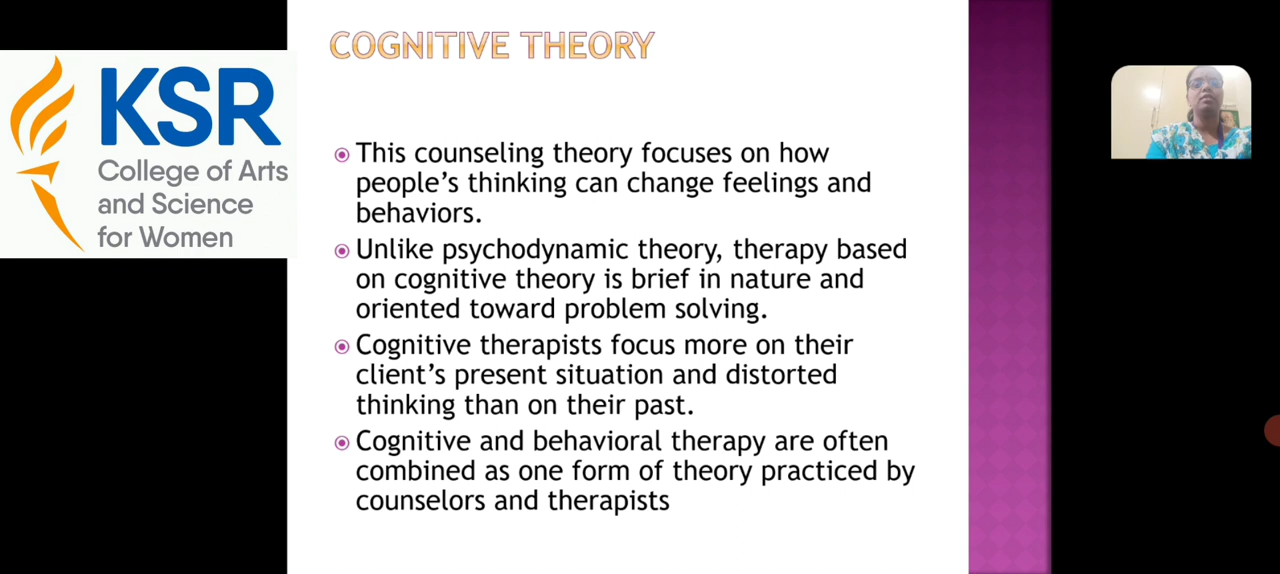 COGNITIVE THEORY
KSR
College of Arts
and Science
for Women
This counseling theory focuses on how
people's thinking can change feelings and
behaviors.
Unlike psychodynamic theory, therapy based
on cognitive theory is brief in nature and
oriented toward problem solving.
Cognitive therapists focus more on their
client's present situation and distorted
thinking than on their past.
Cognitive and behavioral therapy are often
combined as one form of theory practiced by
counselors and therapists